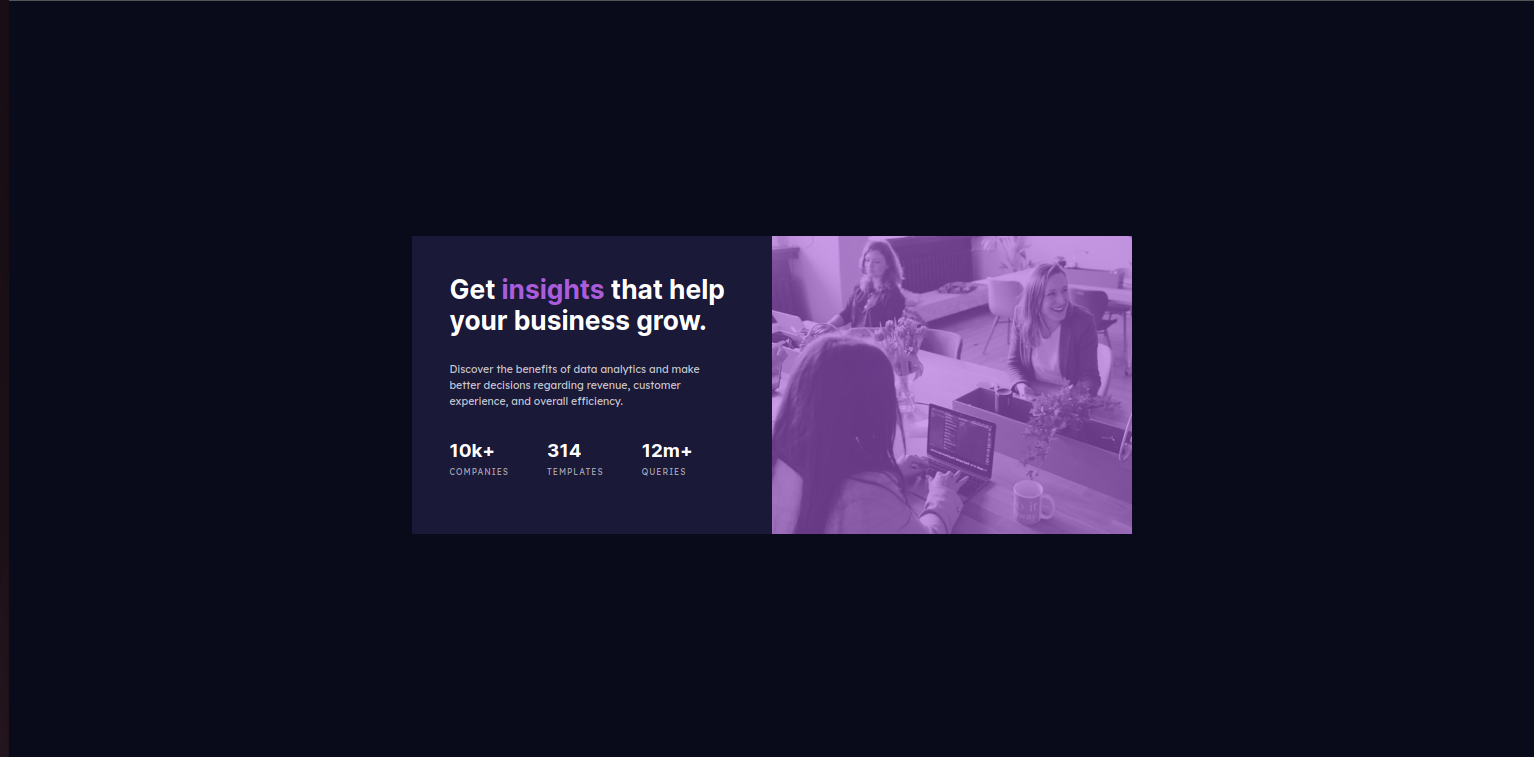 Get insights that help
your business grow.
Discover the benefits of data analytics and make
better decisions regarding revenue, customer
experience, and overall efficiency.
10k+ 314 12m+
COMPANIES TEMPLATES QUERIES